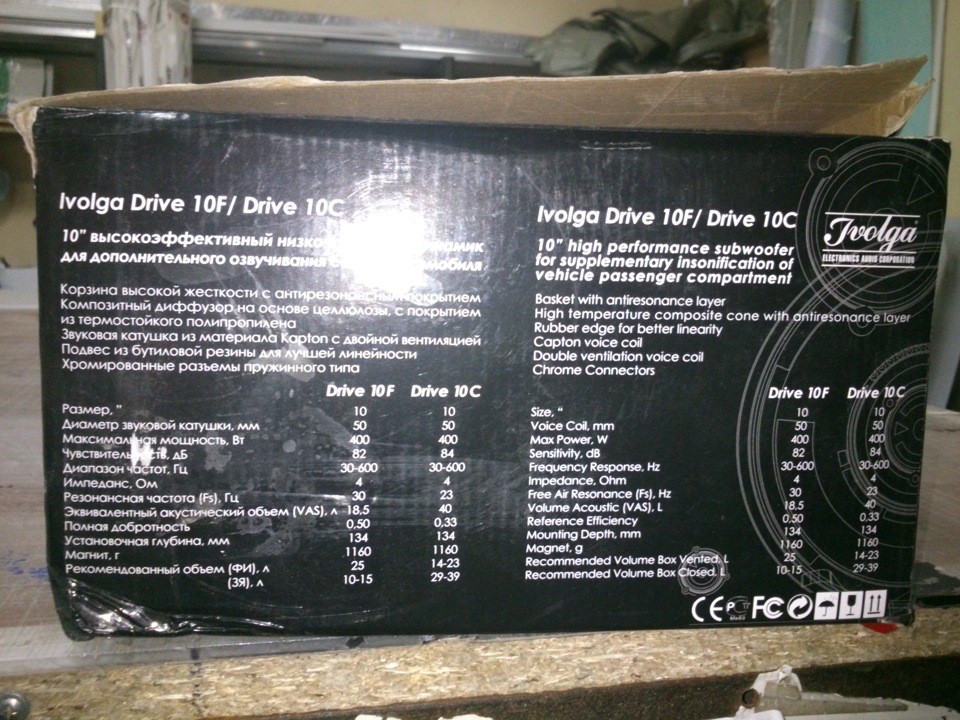 Ivolga Drive 10F/ Drive 10C
10” высокоэффективный
для дополнительного озвучивания
Корзина высокой жесткости с антирезонансным покрытием
Композитный диффузор на основе целлюлозы, с покрытием
из термостойкого полипропилена
Звуковая катушка из материала Kapton с двойной вентиляцией
Подвес из бутиловой резины для лучшей линейности
Хромированные разъемы пружинного типа
Drive 10F Drive 10C
Размер, ” 10 10
Диаметр звуковой катушки, мм 50 50
Максимальная мощность, Вт 400 400
Чувствительность, дБ 82 84
Диапазон частот, Гц 30-600 30-600
Импеданс, Ом 4 4
Резонансная частота (Fs), Гц 30 23
Эквивалентный акустический объем (VAS), л 18,5 40
Полная добротность 0,50 0,33
Установочная глубина, мм 134 134
Магнит, г 1160 1160
Рекомендованный объем (ФИ), л 25 14-23
(ЗЯ), л 10-15 29-39
Ivolga Drive 10F/ Drive 10C
10” high performance subwoofer
for supplementary insonification of
vehicle passenger compartment
Basket with antiresonance layer
High temperature composite cone with antiresonance layer
Rubber edge for better linearity
Capton voice coil
Double ventilation voice coil
Chrome Connectors
Drive 10F Drive 10C
Size, “ 10 10
Voice Coil, mm 50 50
Max Power, W 400 400
Sensitivity, dB 82 84
Frequency Response, Hz 30-600 30-600
Impedance, Ohm 4 4
Free Air Resonance (Fs), Hz 30 23
Volume Acoustic (VAS), L 18,5 40
Reference Efficiency 0,50 0,33
Mounting Depth, mm 134 134
Magnet, g 1160 1160
Recommended Volume Box Vented, L 25 14-23
Recommended Volume Box Closed, L 10-15 29-39
Ivolga
ELECTRONICS AUDIO CORPORATION
CE FC